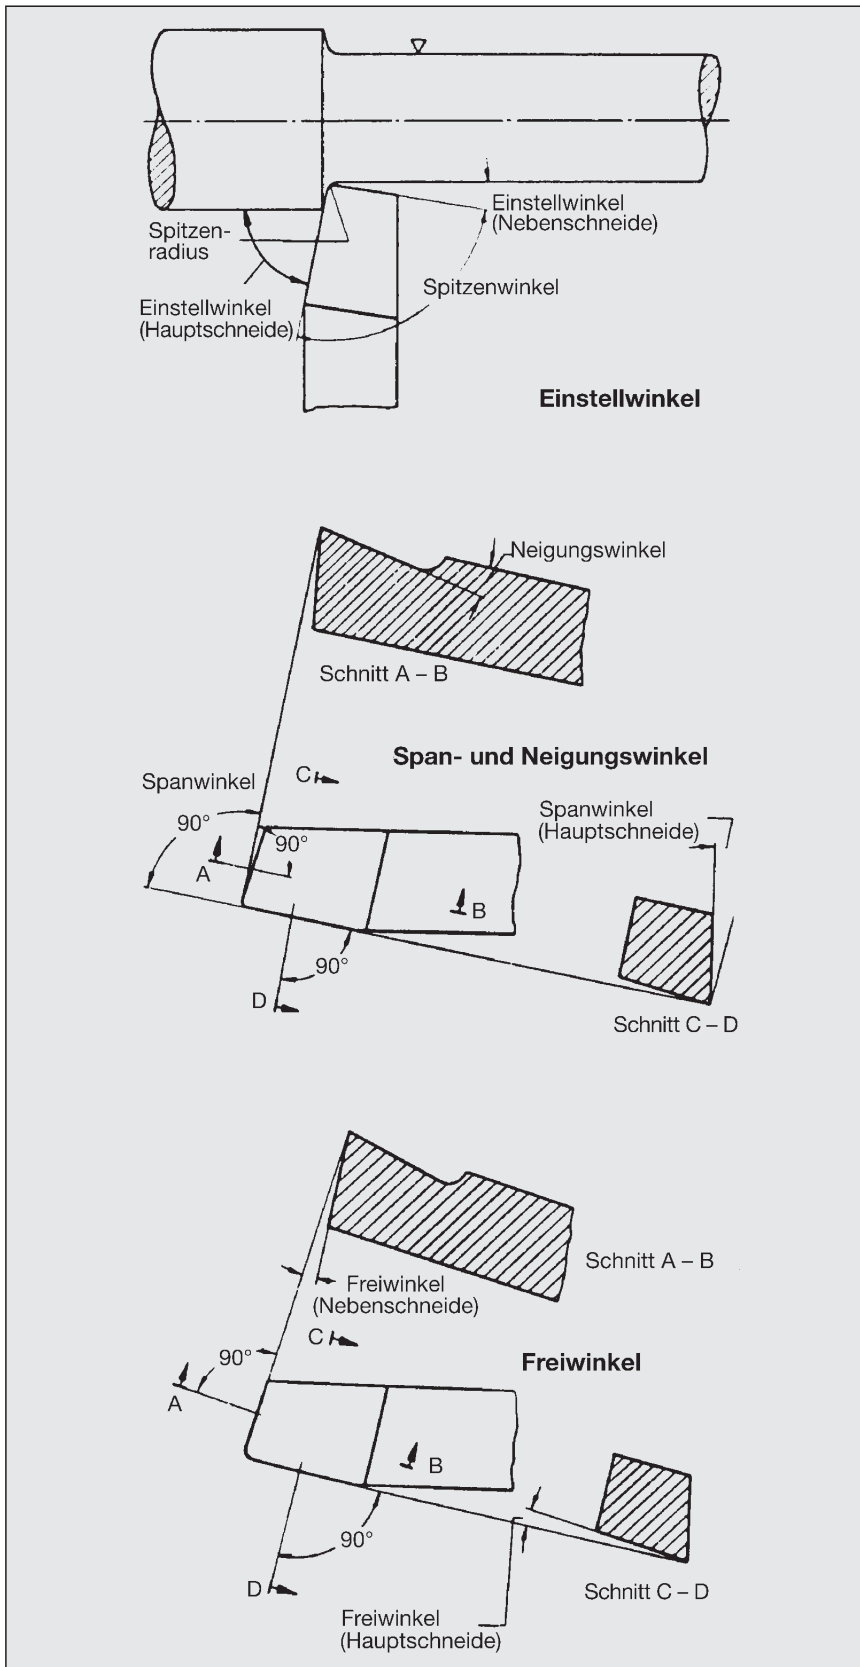 Einstellwinkel
(Nebenschneide)
Spitzen-
radius
Spitzenwinkel
Einstellwinkel
(Hauptschneide)
Einstellwinkel
Neigungswinkel
Schnitt A – B
Span- und Neigungswinkel
C
Spanwinkel
Spanwinkel
(Hauptschneide)
90°
90°
A
B
90°
D
Schnitt C – D
Schnitt A – B
Freiwinkel
(Nebenschneide)
C
90°
Freiwinkel
A
B
90°
D
Schnitt C – D
Freiwinkel
(Hauptschneide)